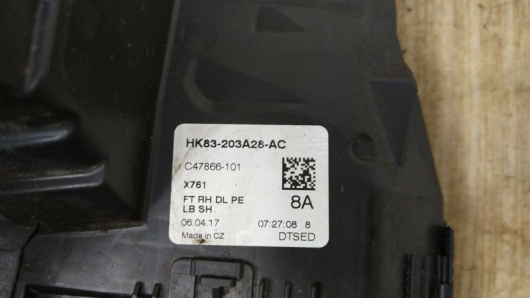 HK83-203A28-AC
C47866-101
X761
FT RH DL PE
8A
LB SH
06.04.17
07:27:08 8
Made in CZ
DTSED